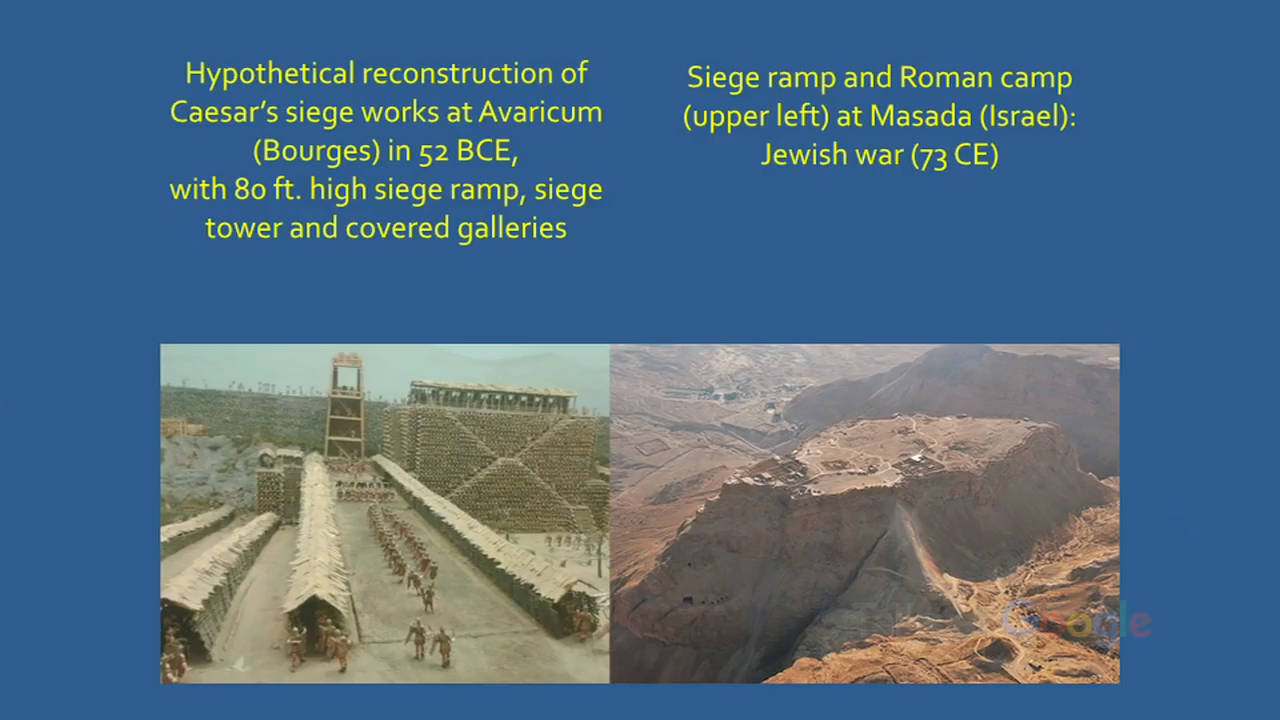 Hypothetical reconstruction of
Caesar's siege works at Avaricum
(Bourges) in 52 BCE,
with 80 ft. high siege ramp, siege
tower and covered galleries
Siege ramp and Roman camp
(upper left) at Masada (Israel):
Jewish war (73 CE)
Google